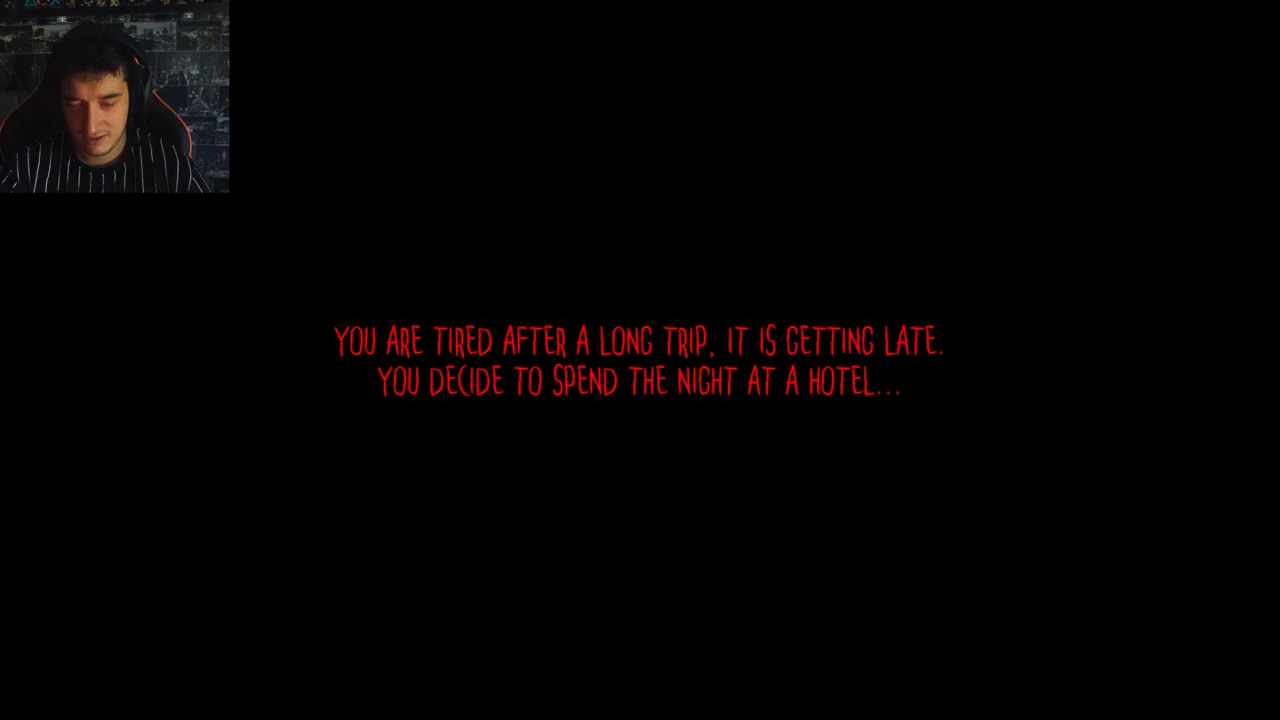 YOU ARE TIRED AFTER A LONG TRIP. IT IS GETTING LATE.
YOU DECIDE TO SPEND THE NIGHT AT A HOTEL...